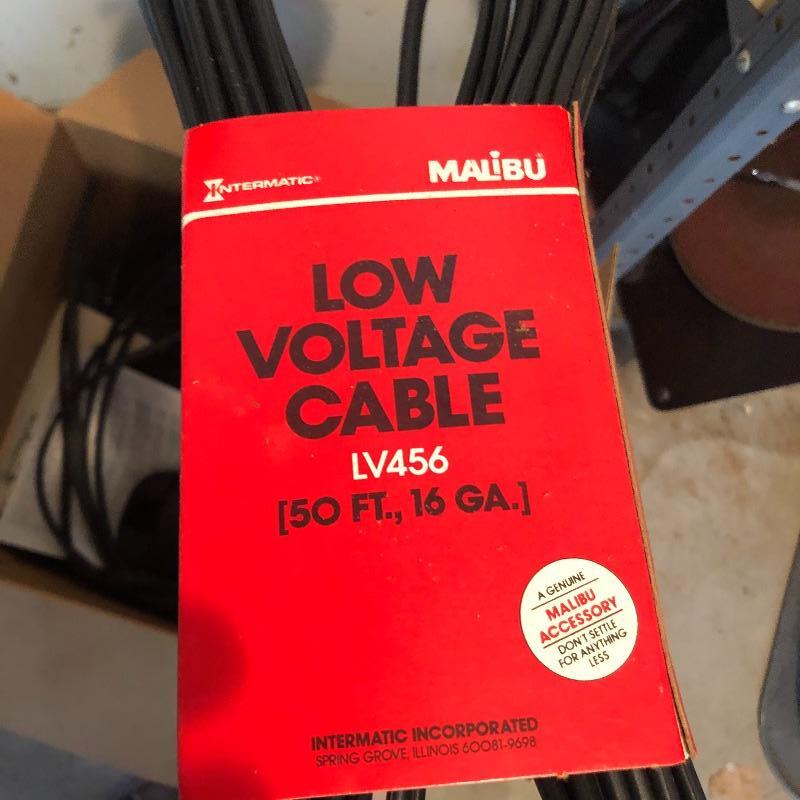 INTERMATIC®
MALIBU®
LOW
VOLTAGE
CABLE
LV456
[50 FT., 16 GA.]
A GENUINE
MALIBU
ACCESSORY
DON'T SETTLE
FOR ANYTHING
LESS
INTERMATIC INCORPORATED
SPRING GROVE, ILLINOIS 60081-9698